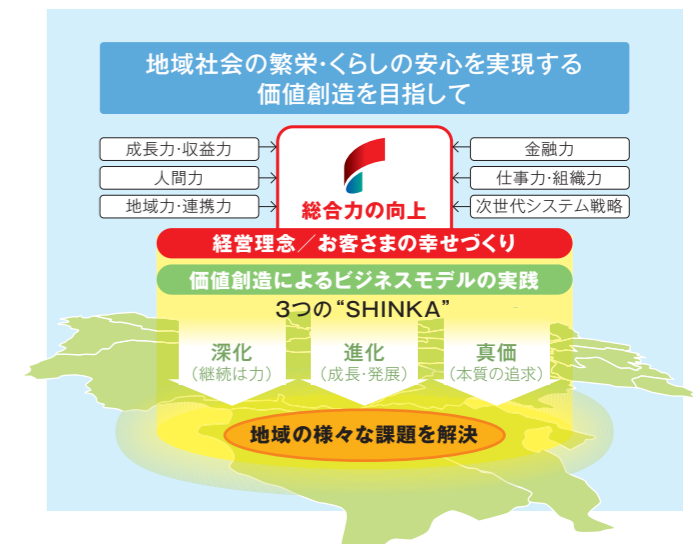 地域社会の繁栄・くらしの安心を実現する
価値創造を目指して
成長力・収益力
人間力
地域力・連携力
金融力
仕事力・組織力
次世代システム戦略
総合力の向上
経営理念／お客さまの幸せづくり
価値創造によるビジネスモデルの実践
3つの“SHINKA”
深化
(継続は力)
進化
(成長・発展)
真価
(本質の追求)
地域の様々な課題を解決